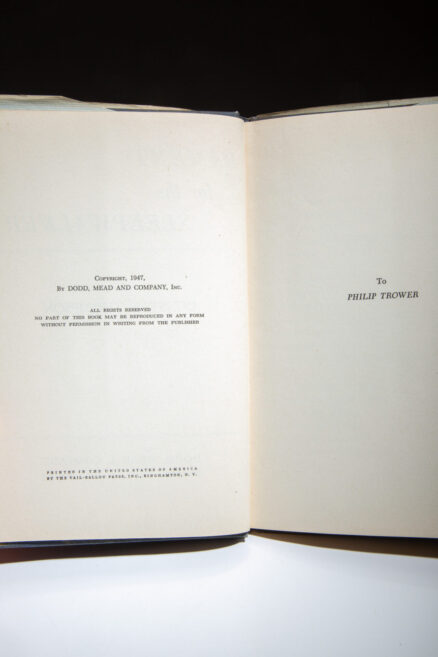 COPYRIGHT, 1947,
BY DODD, MEAD AND COMPANY, INC.
ALL RIGHTS RESERVED
NO PART OF THIS BOOK MAY BE REPRODUCED IN ANY FORM
WITHOUT PERMISSION IN WRITING FROM THE PUBLISHER
PRINTED IN THE UNITED STATES OF AMERICA
BY THE VAIL-BALLOU PRESS, INC., BINGHAMTON, N. Y.
To
PHILIP TROWER